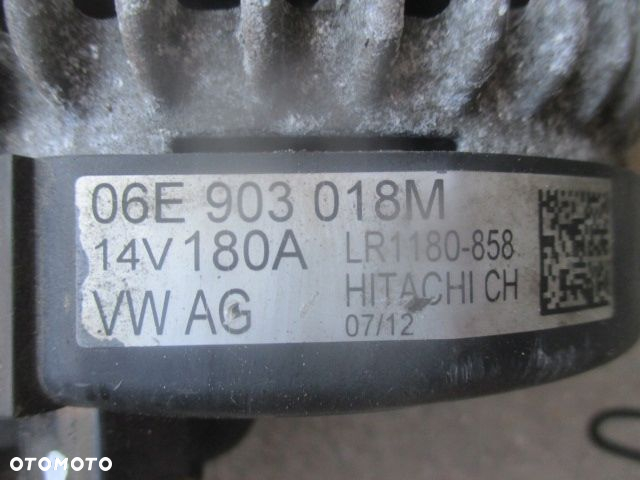 06E 903 018M
14V 180A LR1180-858
VW AG HITACHI CH
07/12
OTOMOTO